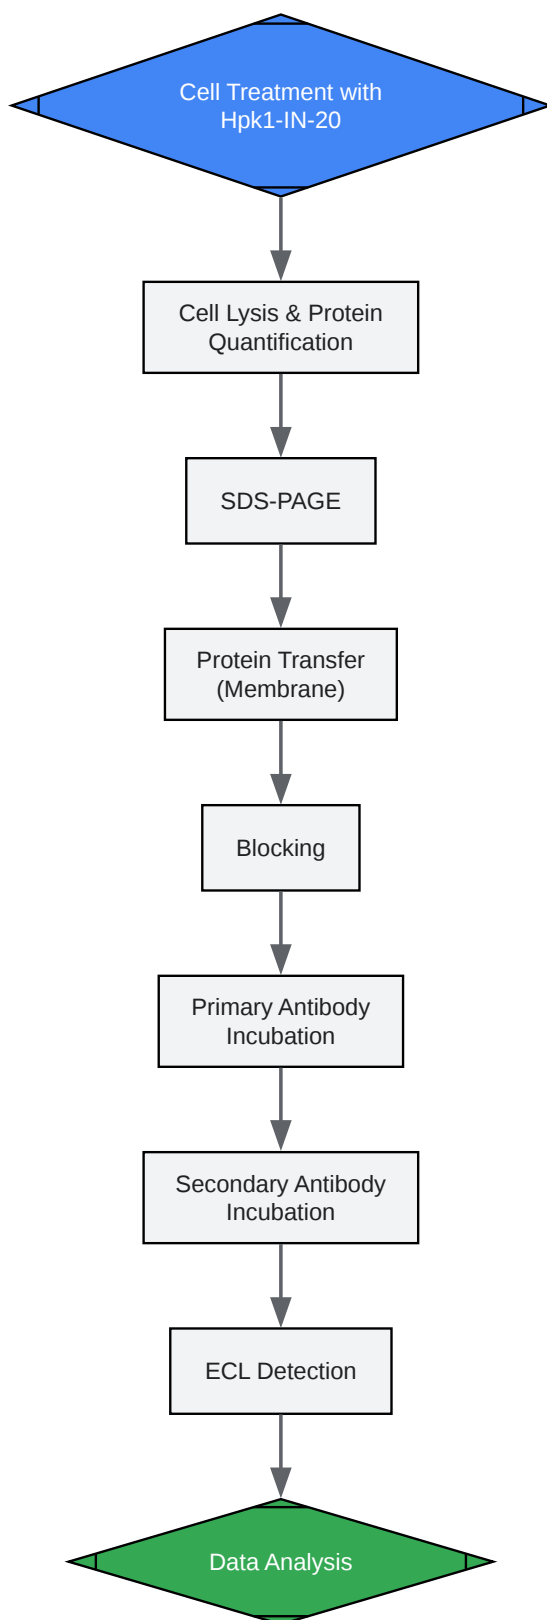 Cell Treatment with
Hpk1-IN-20
Cell Lysis & Protein
Quantification
SDS-PAGE
Protein Transfer
(Membrane)
Blocking
Primary Antibody
Incubation
Secondary Antibody
Incubation
ECL Detection
Data Analysis